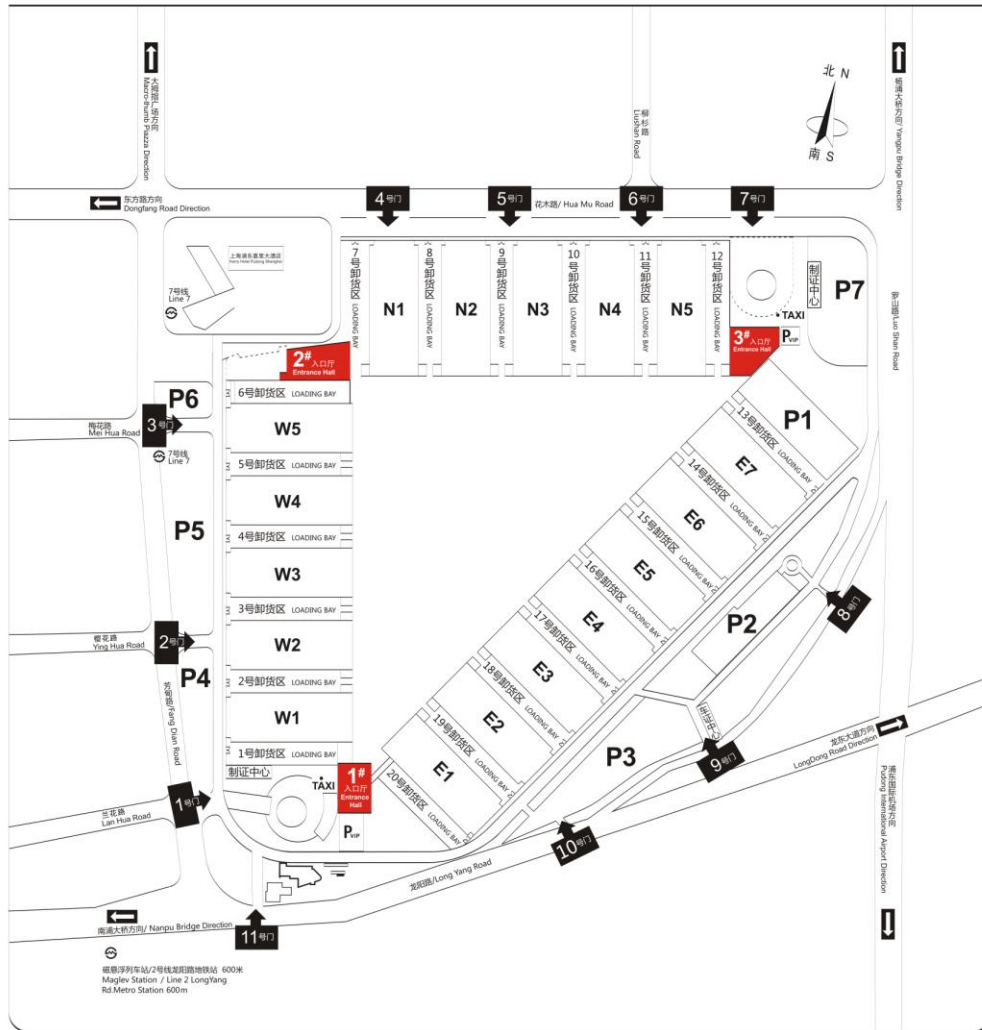 北 N
南 S
大拇指广场方向
Macro-thumb Piazza Direction
杨浦大桥方向/ Yangpu Bridge Direction
柳杉路
Liushan Road
东方路方向
Dongfang Road Direction
4号门
5号门
花木路/ Hua Mu Road
6号门
7号门
上海浦东嘉里大酒店
Kerry Hotel Pudong Shanghai
7号线
Line 7
7号卸货区 LOADING BAY
N1
8号卸货区 LOADING BAY
N2
9号卸货区 LOADING BAY
N3
10号卸货区 LOADING BAY
N4
11号卸货区 LOADING BAY
N5
12号卸货区 LOADING BAY
制证中心
P7
TAXI
3#入口厅
Entrance Hall
PVIP
罗山路/Luo Shan Road
2#入口厅
Entrance Hall
P6
6号卸货区 LOADING BAY
梅花路
Mei Hua Road
3号门
7号线
Line 7
W5
5号卸货区 LOADING BAY
P5
W4
4号卸货区 LOADING BAY
W3
3号卸货区 LOADING BAY
樱花路
Ying Hua Road
2号门
W2
P4
2号卸货区 LOADING BAY
芳甸路/Fang Dian Road
W1
1号卸货区 LOADING BAY
制证中心
TAXI
1#
入口厅
Entrance
Hall
PVIP
兰花路
Lan Hua Road
1号门
P1
13号卸货区 LOADING BAY
E7
14号卸货区 LOADING BAY
E6
15号卸货区 LOADING BAY
E5
16号卸货区 LOADING BAY
E4
17号卸货区 LOADING BAY
E3
18号卸货区 LOADING BAY
E2
19号卸货区 LOADING BAY
E1
20号卸货区 LOADING BAY
P2
8号门
制证中心
P3
9号门
龙东大道方向
LongDong Road Direction
10号门
浦东国际机场方向
Pudong International Airport Direction
龙阳路/Long Yang Road
南浦大桥方向/ Nanpu Bridge Direction
11号门
磁悬浮列车站/2号线龙阳路地铁站 600米
Maglev Station / Line 2 LongYang
Rd.Metro Station 600m